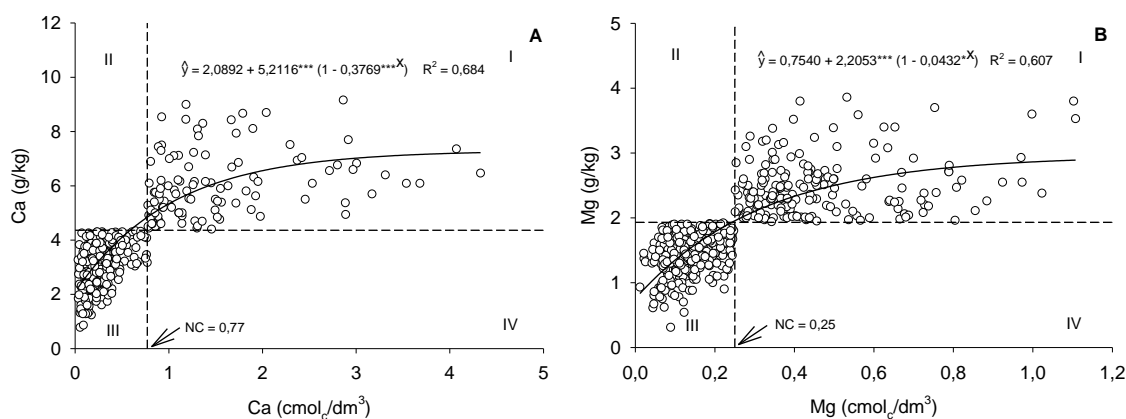 A
II
I
ŷ = 2,0892 + 5,2116*** (1 - 0,3769***ˣ) R² = 0,684
Ca (g/kg)
12
10
8
6
4
2
0
III
NC = 0,77
IV
0 1 2 3 4 5
Ca (cmol_c/dm³)
B
II
I
ŷ = 0,7540 + 2,2053*** (1 - 0,0432*ˣ) R² = 0,607
Mg (g/kg)
5
4
3
2
1
0
III
NC = 0,25
IV
0,0 0,2 0,4 0,6 0,8 1,0 1,2
Mg (cmol_c/dm³)